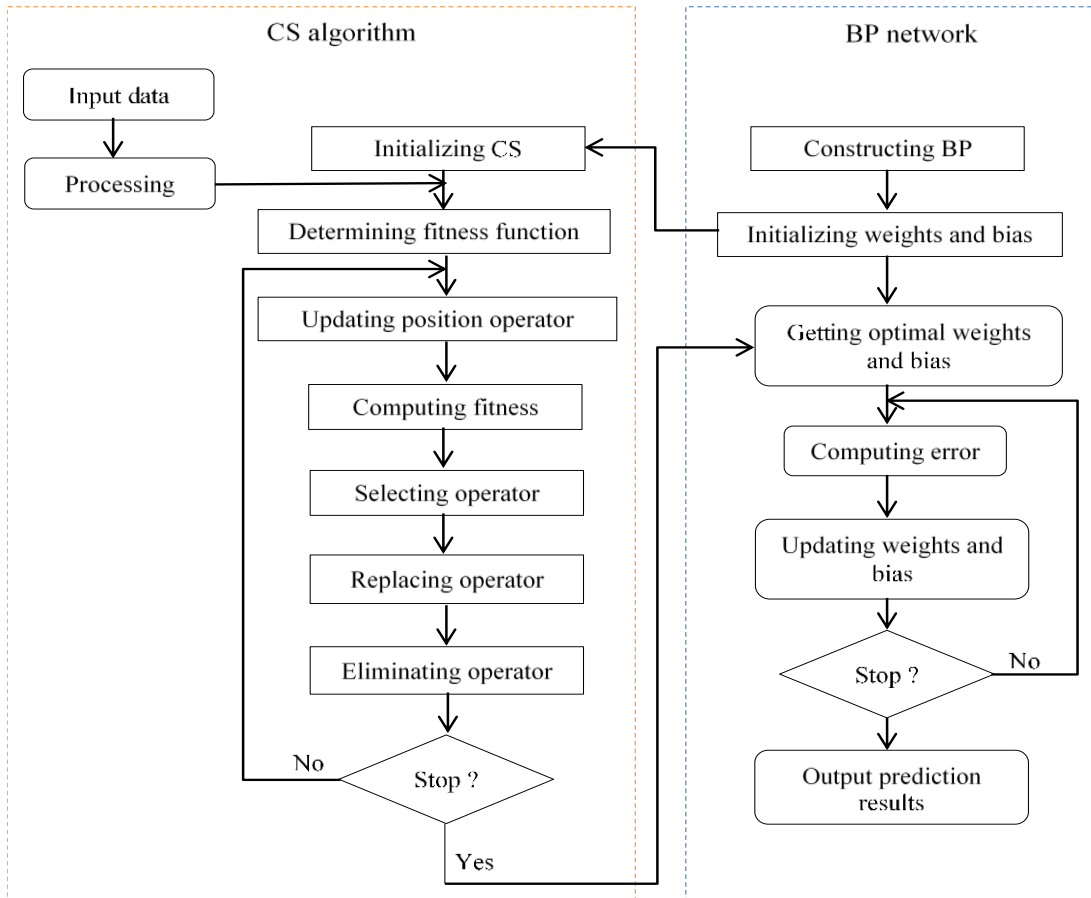 CS algorithm
Input data
Processing
Initializing CS
Determining fitness function
Updating position operator
Computing fitness
Selecting operator
Replacing operator
Eliminating operator
Stop ?
No
Yes
BP network
Constructing BP
Initializing weights and bias
Getting optimal weights
and bias
Computing error
Updating weights and
bias
Stop ?
No
Output prediction
results